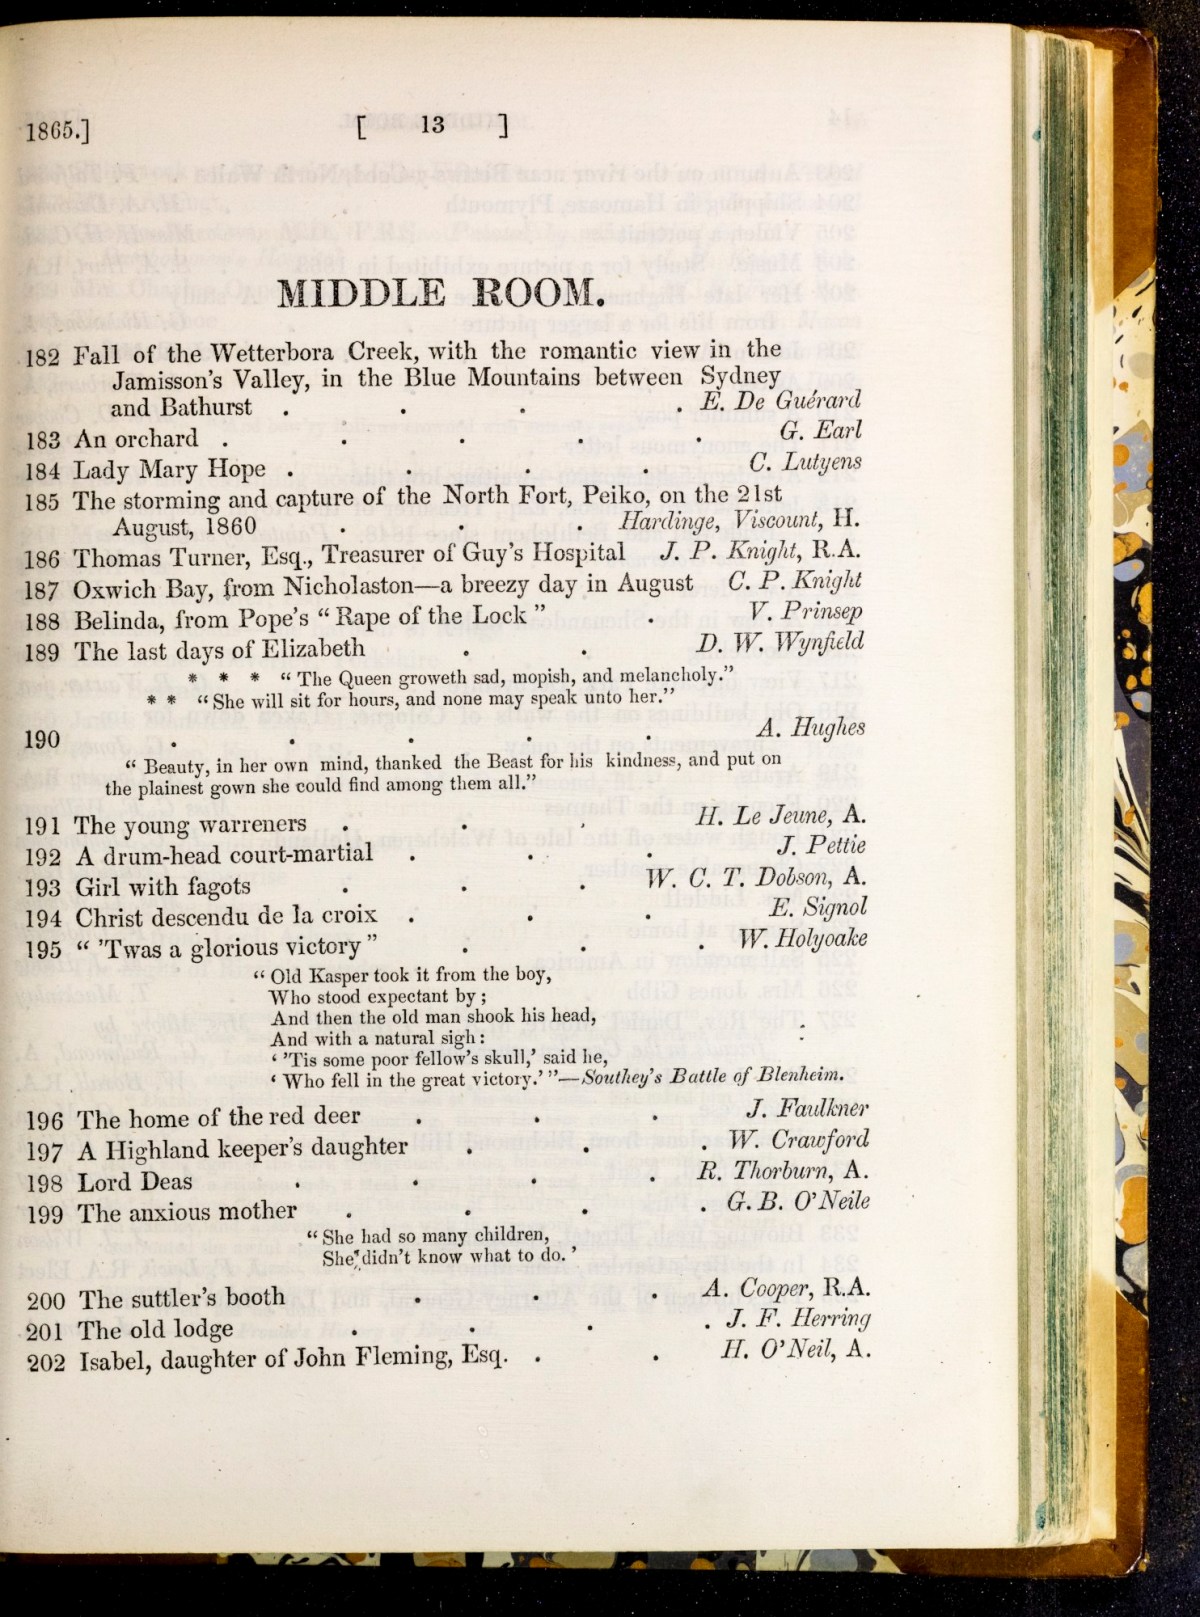 1865.] [ 13 ]
MIDDLE ROOM.
182 Fall of the Wetterbora Creek, with the romantic view in the
Jamisson's Valley, in the Blue Mountains between Sydney
and Bathurst . . . . E. De Guérard
183 An orchard . . . . . G. Earl
184 Lady Mary Hope . . . . C. Lutyens
185 The storming and capture of the North Fort, Peiko, on the 21st
August, 1860 . . . Hardinge, Viscount, H.
186 Thomas Turner, Esq., Treasurer of Guy's Hospital J. P. Knight, R.A.
187 Oxwich Bay, from Nicholaston—a breezy day in August C. P. Knight
188 Belinda, from Pope's “ Rape of the Lock ” . V. Prinsep
189 The last days of Elizabeth . . D. W. Wynfield
* * * “ The Queen groweth sad, mopish, and melancholy.”
* * “ She will sit for hours, and none may speak unto her.”
190 . . . . . A. Hughes
“ Beauty, in her own mind, thanked the Beast for his kindness, and put on
the plainest gown she could find among them all.”
191 The young warreners . . . H. Le Jeune, A.
192 A drum-head court-martial . . . J. Pettie
193 Girl with fagots . . . W. C. T. Dobson, A.
194 Christ descendu de la croix . . . E. Signol
195 “ 'Twas a glorious victory ” . . . W. Holyoake
“ Old Kasper took it from the boy,
Who stood expectant by ;
And then the old man shook his head,
And with a natural sigh :
‘ 'Tis some poor fellow's skull,’ said he,
‘ Who fell in the great victory.’ ”—Southey's Battle of Blenheim.
196 The home of the red deer . . . J. Faulkner
197 A Highland keeper's daughter . . . W. Crawford
198 Lord Deas . . . . R. Thorburn, A.
199 The anxious mother . . . . G. B. O'Neile
“ She had so many children,
She didn't know what to do. ’
200 The suttler's booth . . . A. Cooper, R.A.
201 The old lodge . . . . J. F. Herring
202 Isabel, daughter of John Fleming, Esq. . . H. O'Neil, A.